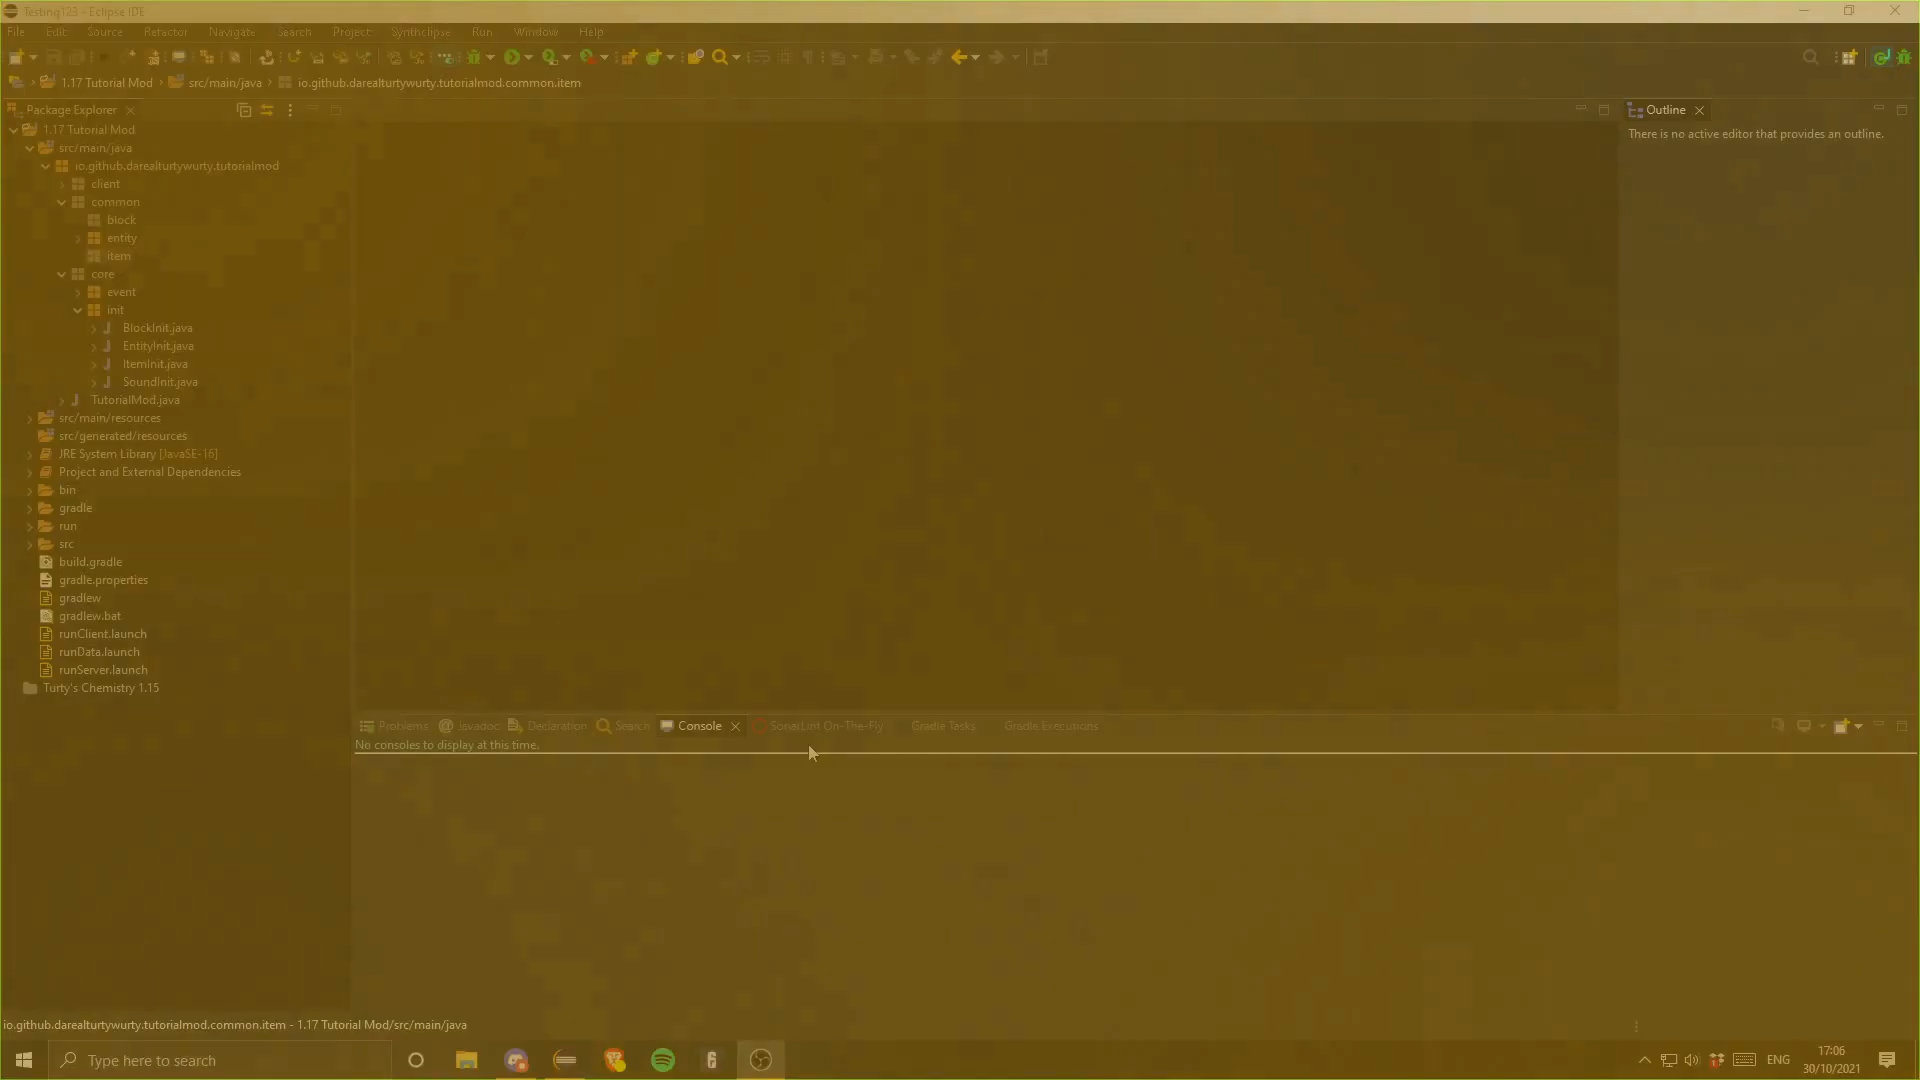 Testing123 - Eclipse IDE
File Edit Source Refactor Navigate Search Project Synthclipse Run Window Help
1.17 Tutorial Mod src/main/java io.github.darealturtywurty.tutorialmod.common.item
Package Explorer
Outline
1.17 Tutorial Mod
There is no active editor that provides an outline.
src/main/java
io.github.darealturtywurty.tutorialmod
client
common
block
entity
item
core
event
init
BlockInit.java
EntityInit.java
ItemInit.java
SoundInit.java
TutorialMod.java
src/main/resources
src/generated/resources
JRE System Library [JavaSE-16]
Project and External Dependencies
bin
gradle
run
src
build.gradle
gradle.properties
gradlew
gradlew.bat
runClient.launch
runData.launch
runServer.launch
Turty's Chemistry 1.15
Problems Javadoc Declaration Search Console SonarLint On-The-Fly Gradle Tasks Gradle Executions
No consoles to display at this time.
io.github.darealturtywurty.tutorialmod.common.item - 1.17 Tutorial Mod/src/main/java
Type here to search
ENG
17:06
30/10/2021